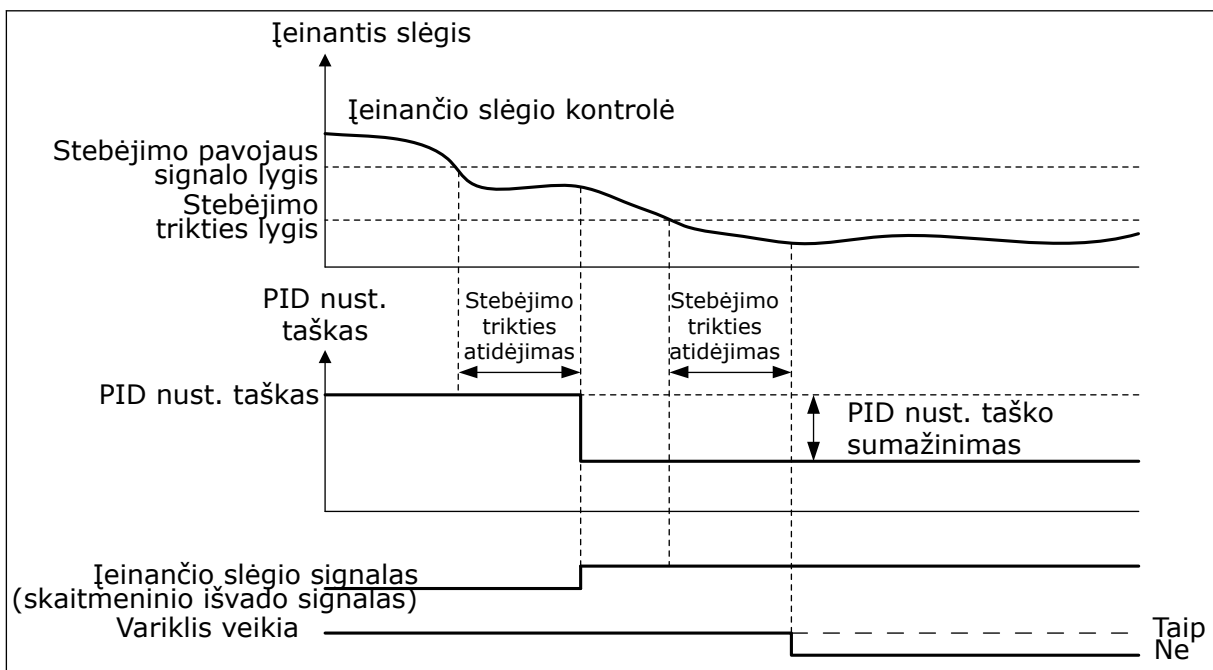 Įeinantis slėgis
Įeinančio slėgio kontrolė
Stebėjimo pavojaus
signalo lygis
Stebėjimo
trikties lygis
PID nust.
taškas
Stebėjimo
trikties
atidėjimas
Stebėjimo
trikties
atidėjimas
PID nust. taškas
PID nust. taško
sumažinimas
Įeinančio slėgio signalas
(skaitmeninio išvado signalas)
Variklis veikia
Taip
Ne